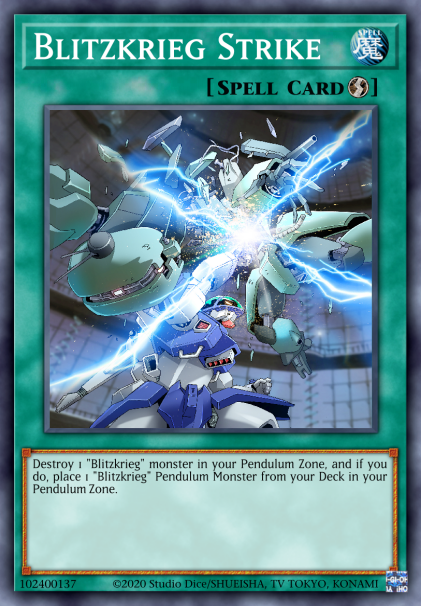 BLITZKRIEG STRIKE
SPELL
魔
[SPELL CARD]
Destroy 1 "Blitzkrieg" monster in your Pendulum Zone, and if you
do, place 1 "Blitzkrieg" Pendulum Monster from your Deck in your
Pendulum Zone.
102400137
©2020 Studio Dice/SHUEISHA, TV TOKYO, KONAMI